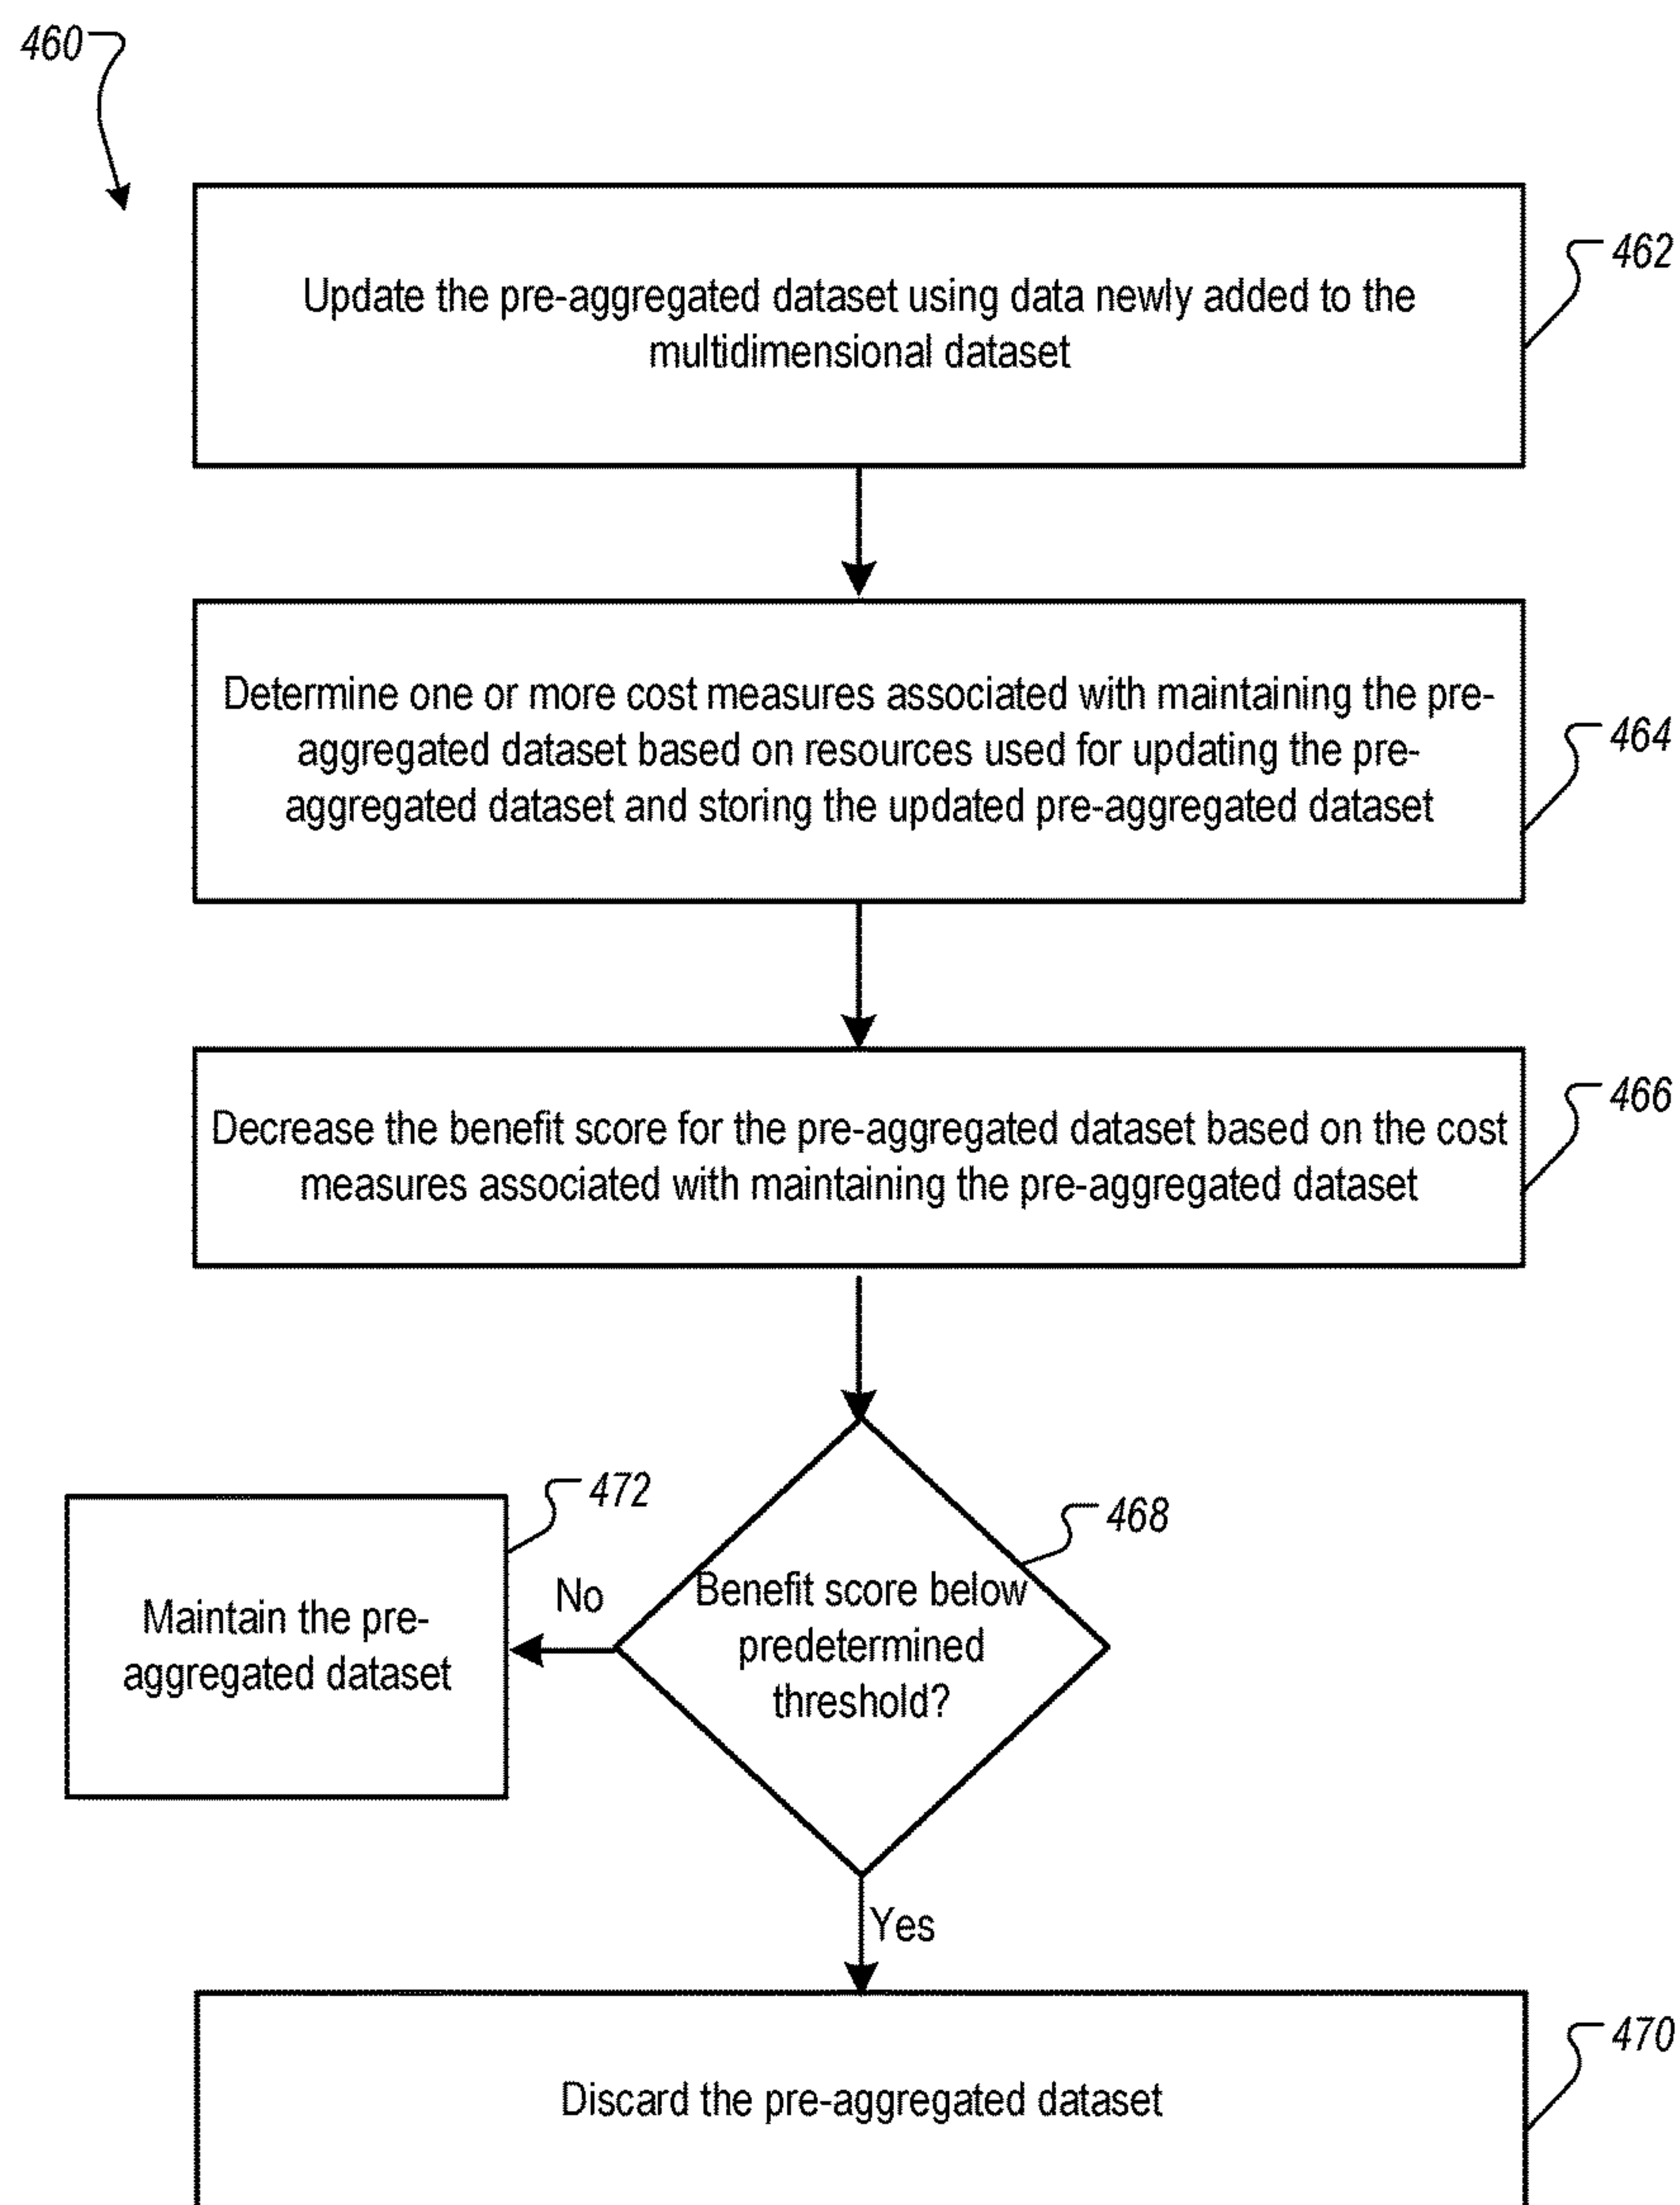 460
Update the pre-aggregated dataset using data newly added to the
multidimensional dataset
462
Determine one or more cost measures associated with maintaining the pre-
aggregated dataset based on resources used for updating the pre-
aggregated dataset and storing the updated pre-aggregated dataset
464
Decrease the benefit score for the pre-aggregated dataset based on the cost
measures associated with maintaining the pre-aggregated dataset
466
472
Maintain the pre-
aggregated dataset
No
468
Benefit score below
predetermined
threshold?
Yes
Discard the pre-aggregated dataset
470